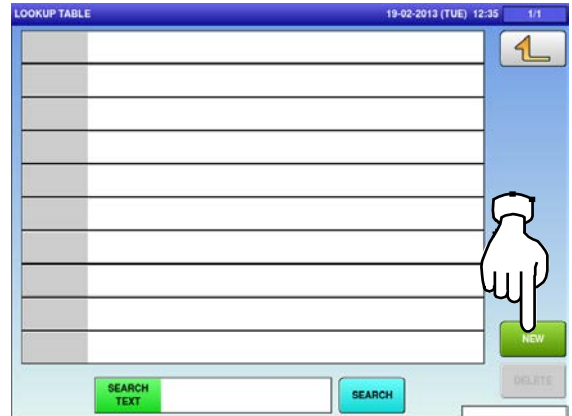 LOOKUP TABLE 19-02-2013 (TUE) 12:35 1/1
NEW
DELETE
SEARCH
TEXT
SEARCH